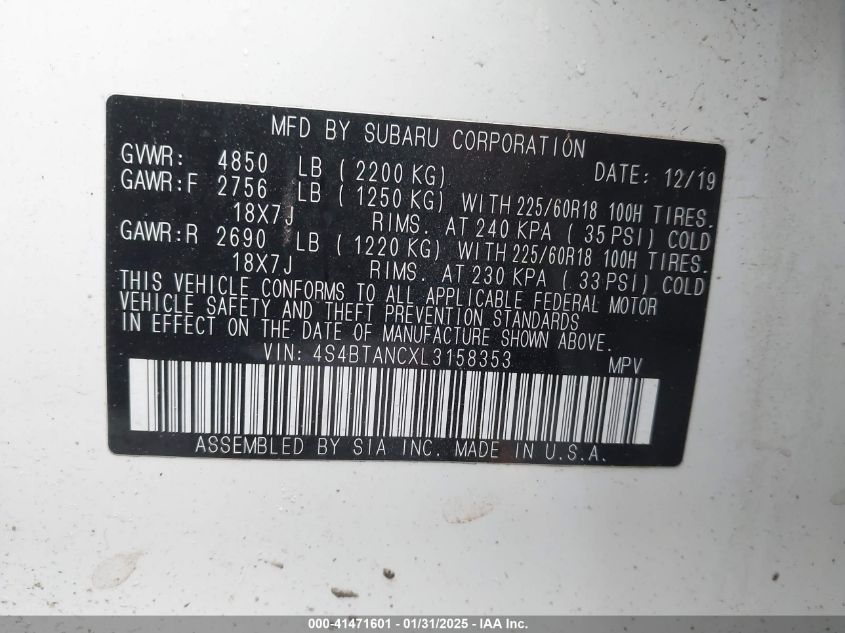 MFD BY SUBARU CORPORATION
GVWR: 4850 LB ( 2200 KG) DATE: 12/19
GAWR:F 2756 LB ( 1250 KG) WITH 225/60R18 100H TIRES.
18X7J RIMS. AT 240 KPA ( 35 PSI) COLD
GAWR:R 2690 LB ( 1220 KG) WITH 225/60R18 100H TIRES.
18X7J RIMS. AT 230 KPA ( 33 PSI) COLD
THIS VEHICLE CONFORMS TO ALL APPLICABLE FEDERAL MOTOR
VEHICLE SAFETY AND THEFT PREVENTION STANDARDS
IN EFFECT ON THE DATE OF MANUFACTURE SHOWN ABOVE.
VIN: 4S4BTANCXL3158353 MPV
ASSEMBLED BY SIA INC. MADE IN U.S.A.
000-41471601 - 01/31/2025 - IAA Inc.